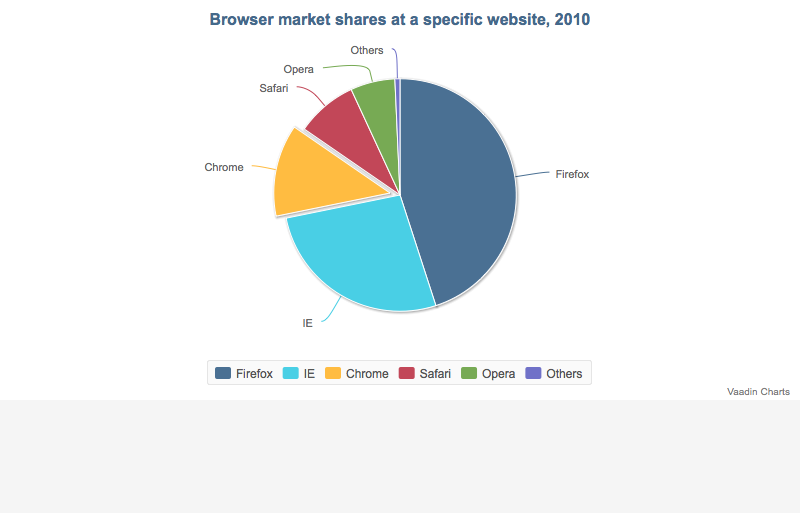 Browser market shares at a specific website, 2010
Others
Opera
Safari
Chrome
Firefox
IE
Firefox IE Chrome Safari Opera Others
Vaadin Charts